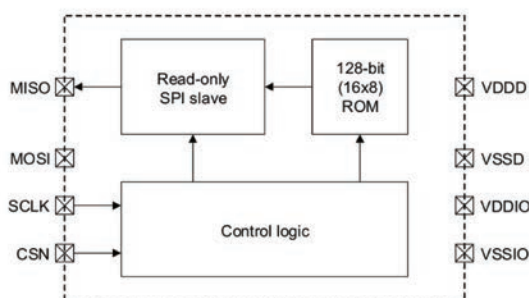 MISO
Read-only
SPI slave
128-bit
(16x8)
ROM
VDDD
MOSI
VSSD
SCLK
Control logic
VDDIO
CSN
VSSIO